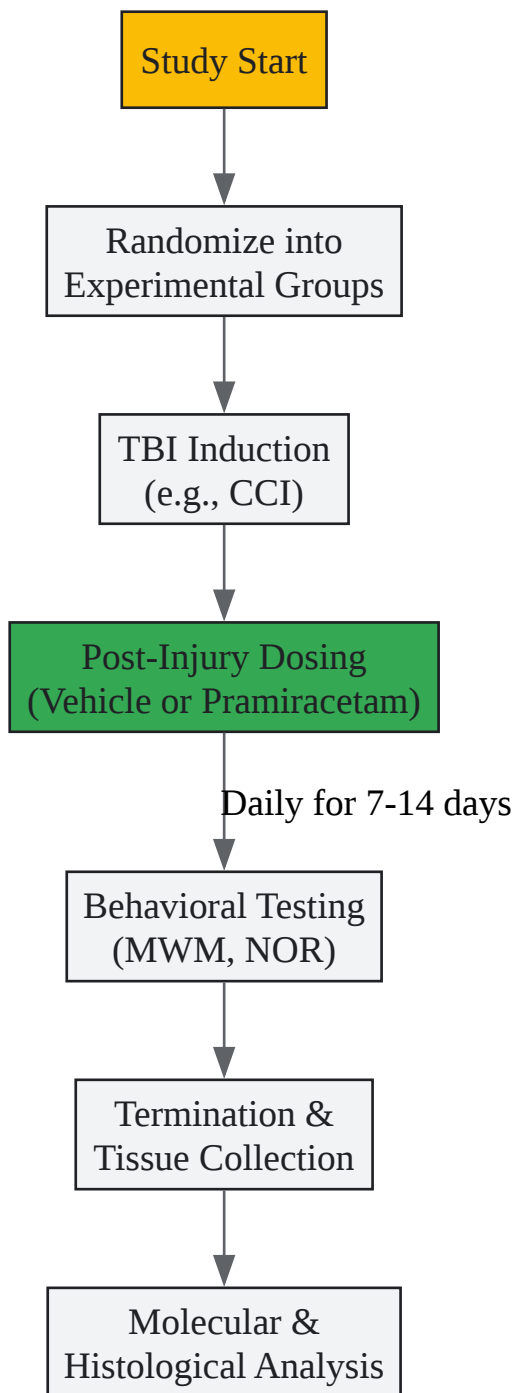 Study Start
Randomize into
Experimental Groups
TBI Induction
(e.g., CCI)
Post-Injury Dosing
(Vehicle or Pramiracetam)
Daily for 7-14 days
Behavioral Testing
(MWM, NOR)
Termination &
Tissue Collection
Molecular &
Histological Analysis